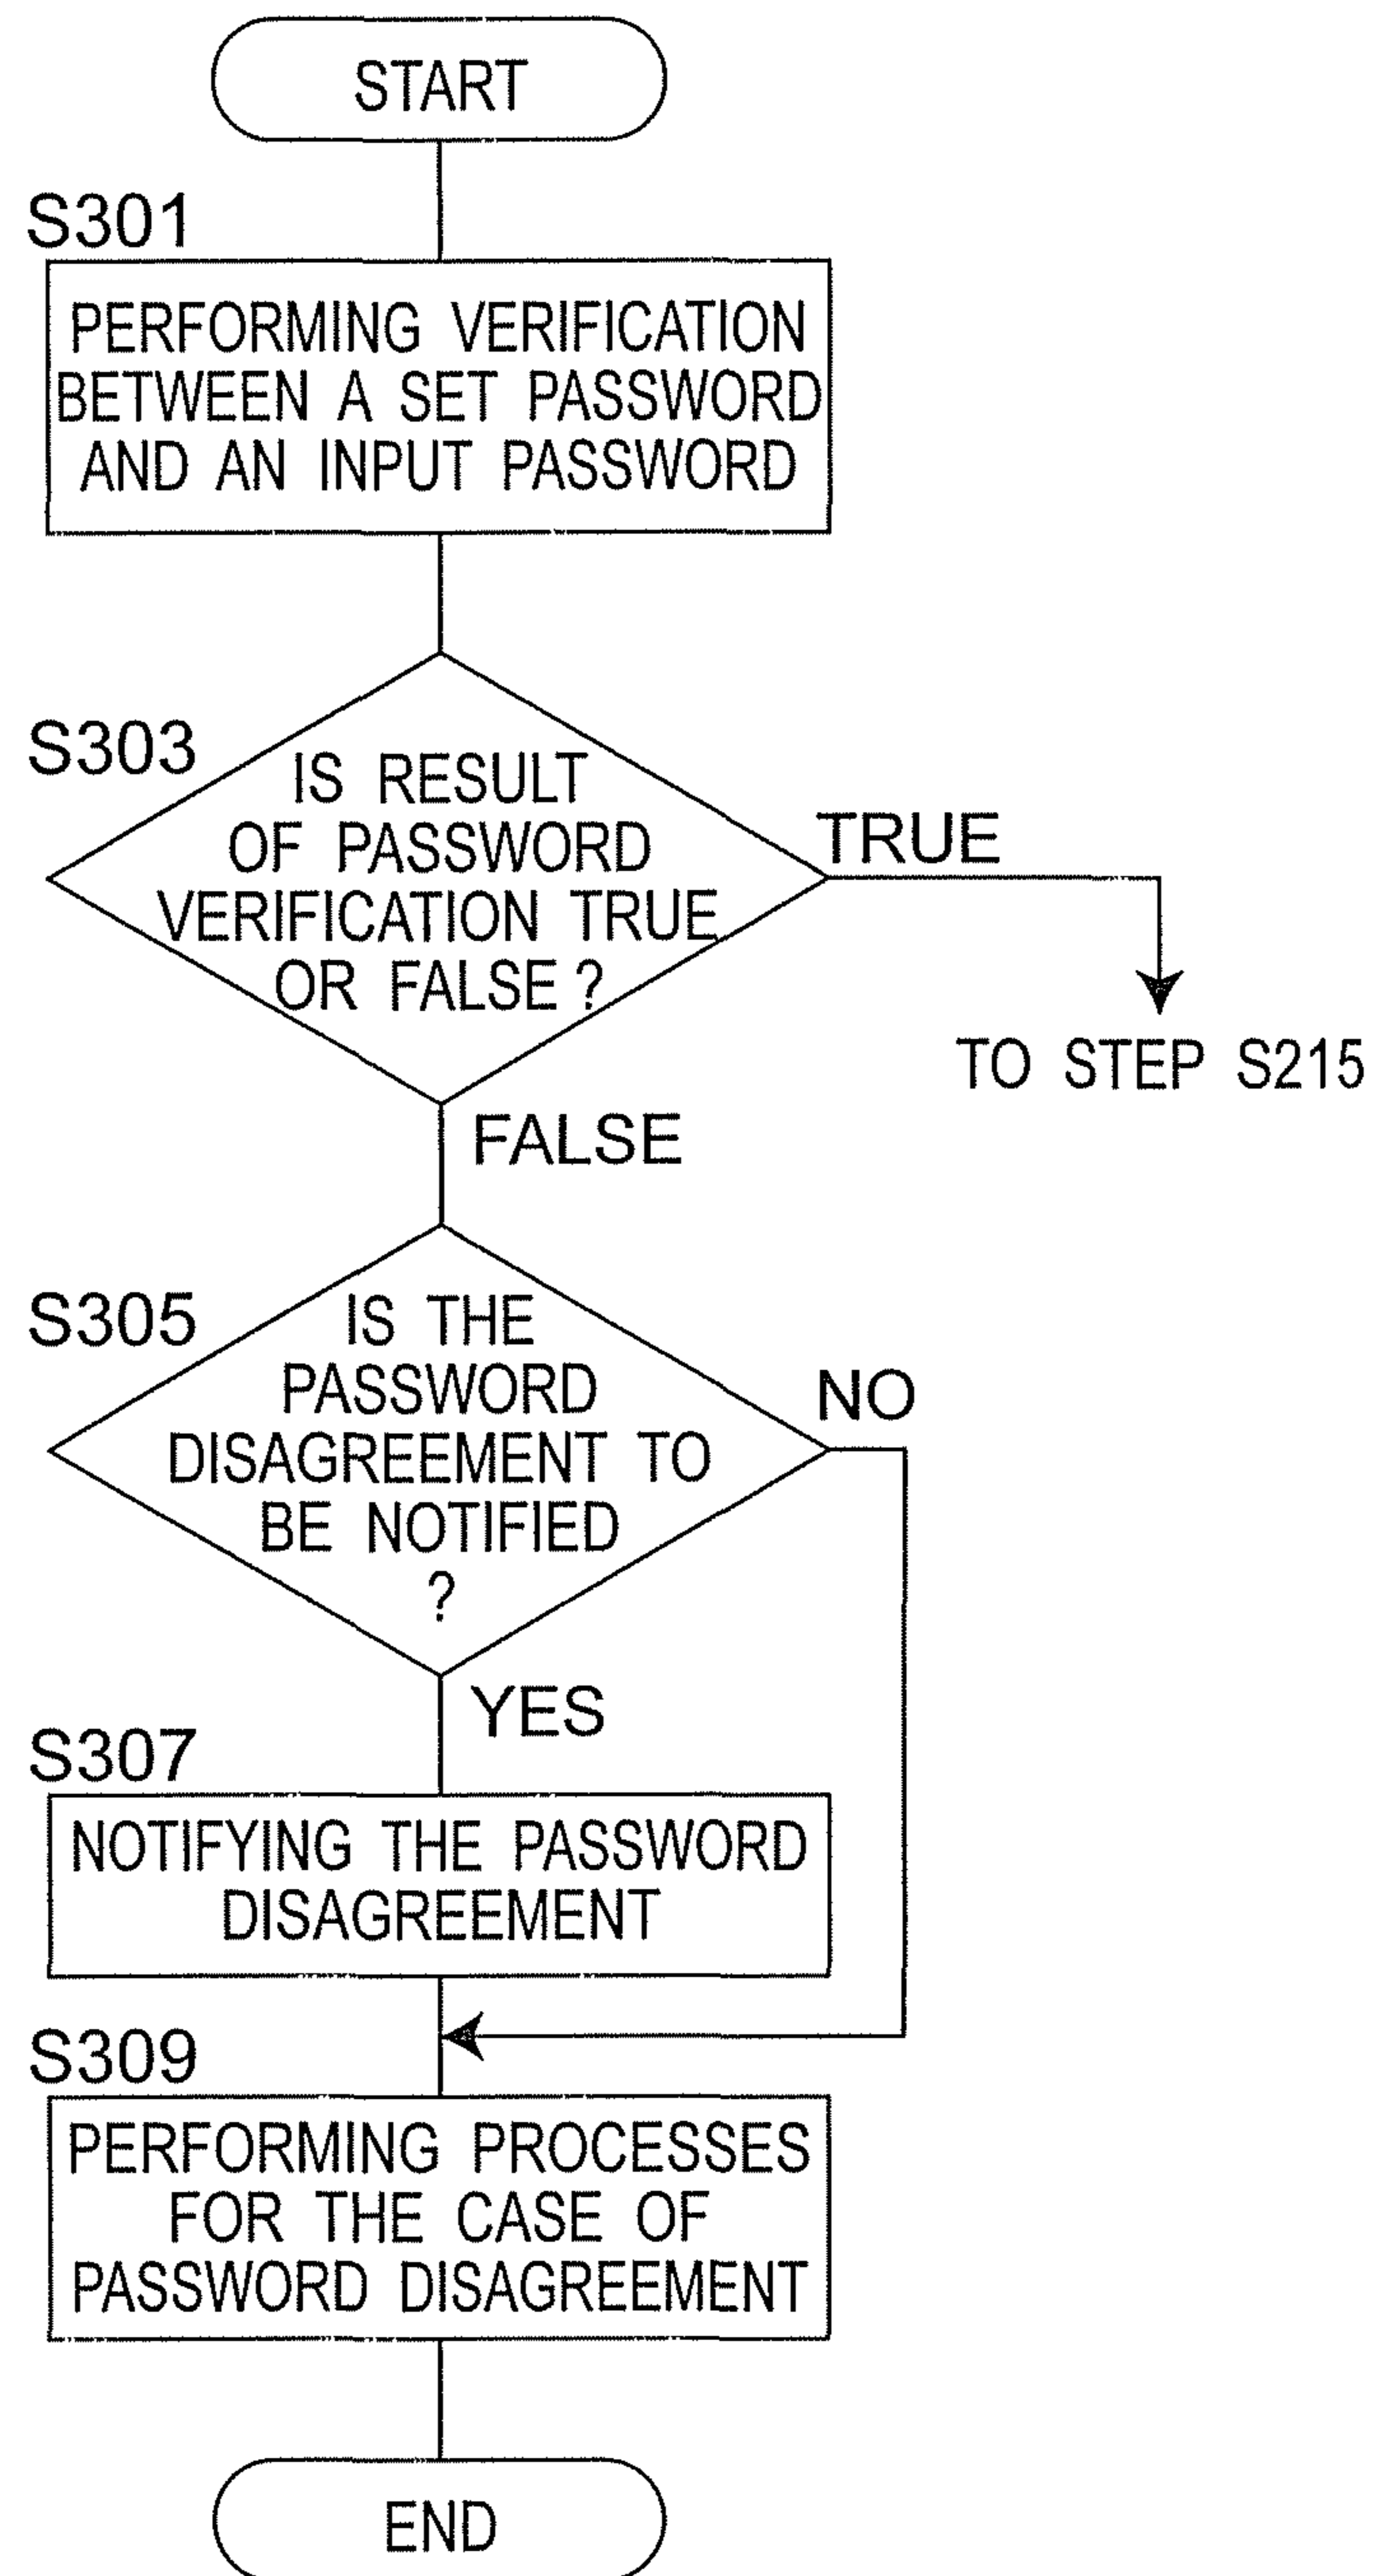 START
S301
PERFORMING VERIFICATION
BETWEEN A SET PASSWORD
AND AN INPUT PASSWORD
S303
IS RESULT
OF PASSWORD
VERIFICATION TRUE
OR FALSE ?
TRUE
TO STEP S215
FALSE
S305
IS THE
PASSWORD
DISAGREEMENT TO
BE NOTIFIED
?
NO
YES
S307
NOTIFYING THE PASSWORD
DISAGREEMENT
S309
PERFORMING PROCESSES
FOR THE CASE OF
PASSWORD DISAGREEMENT
END